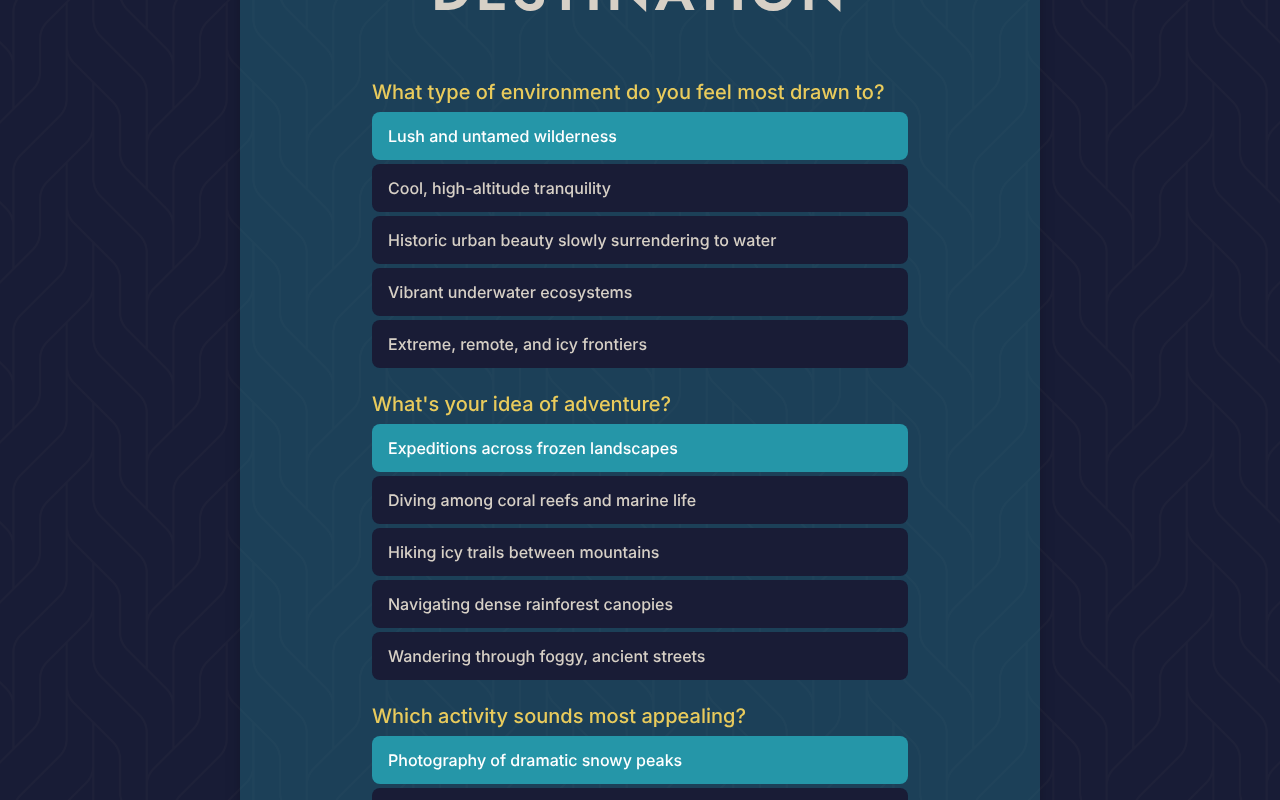 DESTINATION
What type of environment do you feel most drawn to?
Lush and untamed wilderness
Cool, high-altitude tranquility
Historic urban beauty slowly surrendering to water
Vibrant underwater ecosystems
Extreme, remote, and icy frontiers
What's your idea of adventure?
Expeditions across frozen landscapes
Diving among coral reefs and marine life
Hiking icy trails between mountains
Navigating dense rainforest canopies
Wandering through foggy, ancient streets
Which activity sounds most appealing?
Photography of dramatic snowy peaks